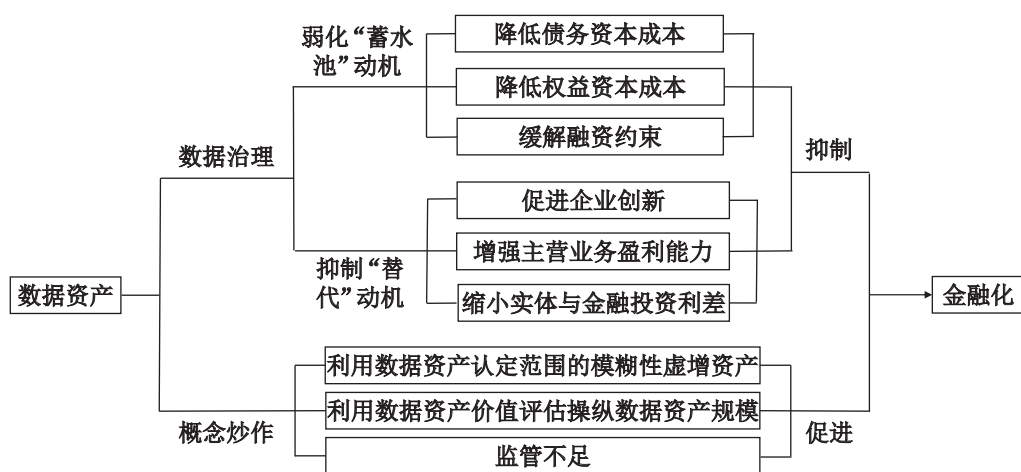 弱化“蓄水
池”动机
降低债务资本成本
降低权益资本成本
缓解融资约束
数据治理
抑制
促进企业创新
增强主营业务盈利能力
缩小实体与金融投资利差
抑制“替
代”动机
数据资产
金融化
利用数据资产认定范围的模糊性虚增资产
利用数据资产价值评估操纵数据资产规模
监管不足
概念炒作
促进